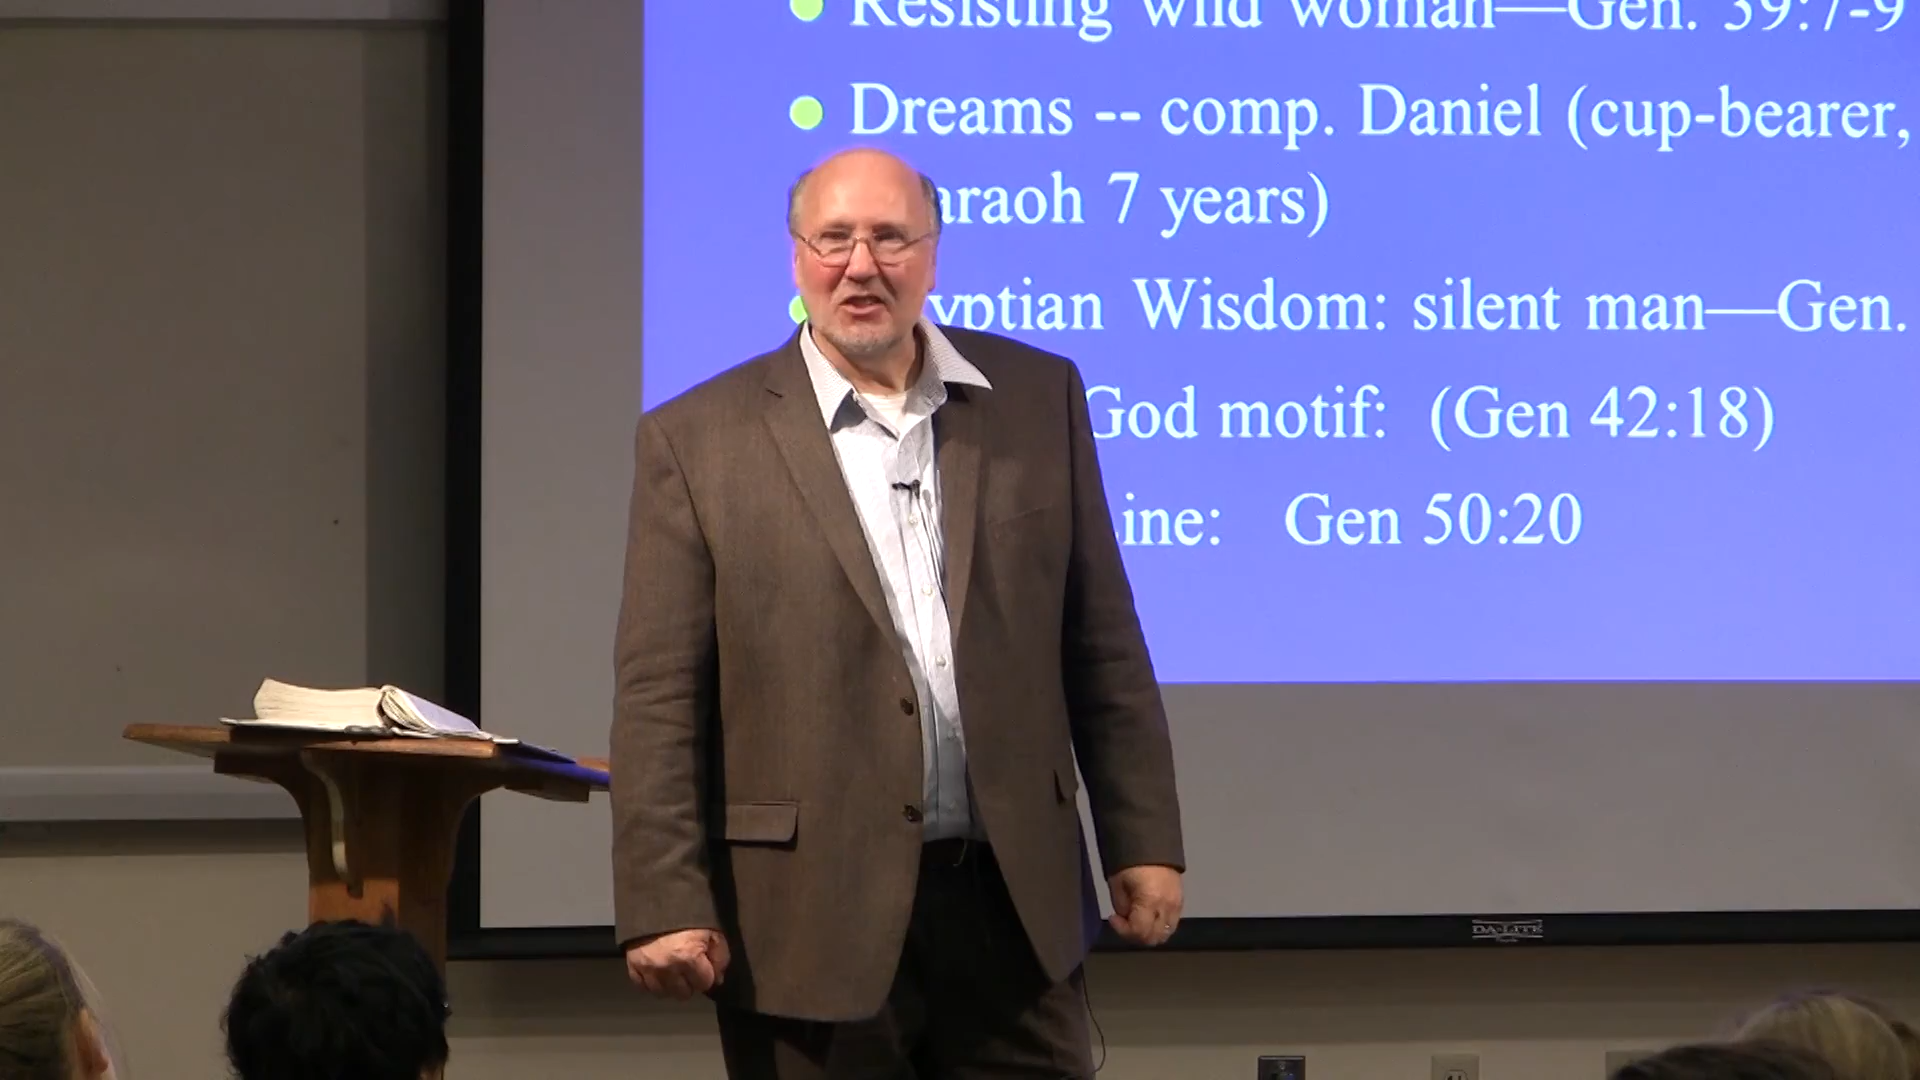 Resisting wild woman—Gen. 39:7-9
Dreams -- comp. Daniel (cup-bearer,
araoh 7 years)
yptian Wisdom: silent man—Gen.
God motif: (Gen 42:18)
ine: Gen 50:20
DA-LITE